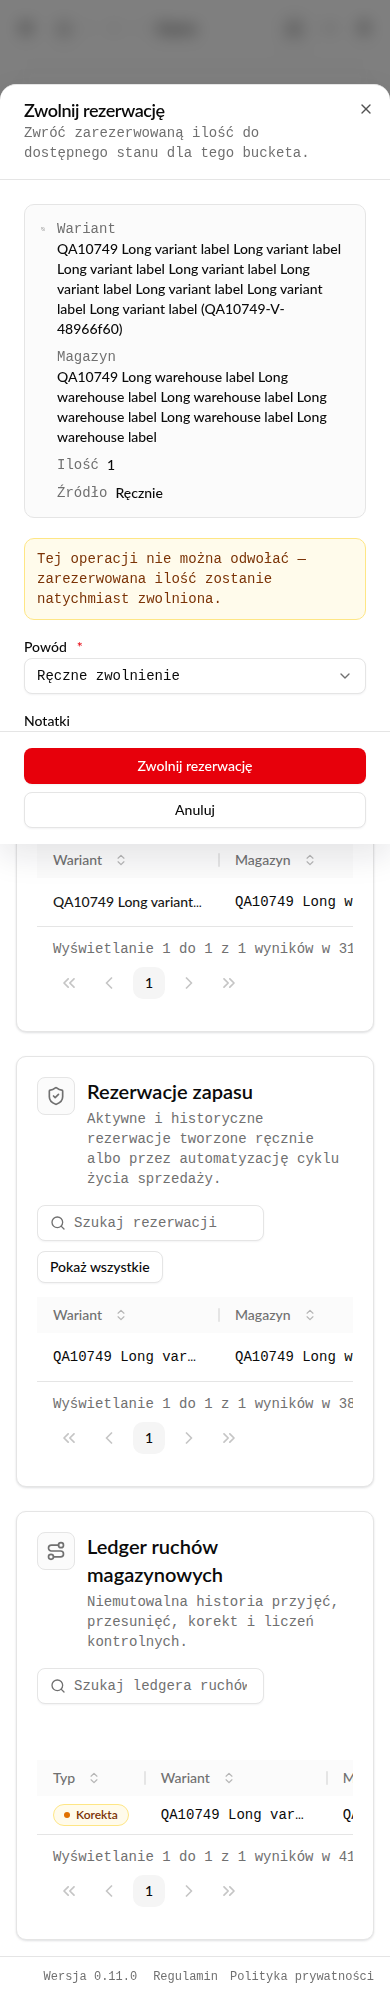 Zwolnij rezerwację
Zwróć zarezerwowaną ilość do
dostępnego stanu dla tego bucketa.
Wariant
QA10749 Long variant label Long variant label
Long variant label Long variant label Long
variant label Long variant label Long variant
label Long variant label (QA10749-V-
48966f60)
Magazyn
QA10749 Long warehouse label Long
warehouse label Long warehouse label Long
warehouse label Long warehouse label Long
warehouse label
Ilość 1
Źródło Ręcznie
Tej operacji nie można odwołać —
zarezerwowana ilość zostanie
natychmiast zwolniona.
Powód *
Ręczne zwolnienie
Notatki
Zwolnij rezerwację
Anuluj
Wariant Magazyn
QA10749 Long variant... QA10749 Long w
Wyświetlanie 1 do 1 z 1 wyników w 31
1
Rezerwacje zapasu
Aktywne i historyczne
rezerwacje tworzone ręcznie
albo przez automatyzację cyklu
życia sprzedaży.
Szukaj rezerwacji
Pokaż wszystkie
Wariant Magazyn
QA10749 Long var… QA10749 Long w
Wyświetlanie 1 do 1 z 1 wyników w 38
1
Ledger ruchów
magazynowych
Niemutowalna historia przyjęć,
przesunięć, korekt i liczeń
kontrolnych.
Szukaj ledgera ruchów
Typ Wariant M
Korekta QA10749 Long var… QA
Wyświetlanie 1 do 1 z 1 wyników w 41
1
Wersja 0.11.0 Regulamin Polityka prywatności